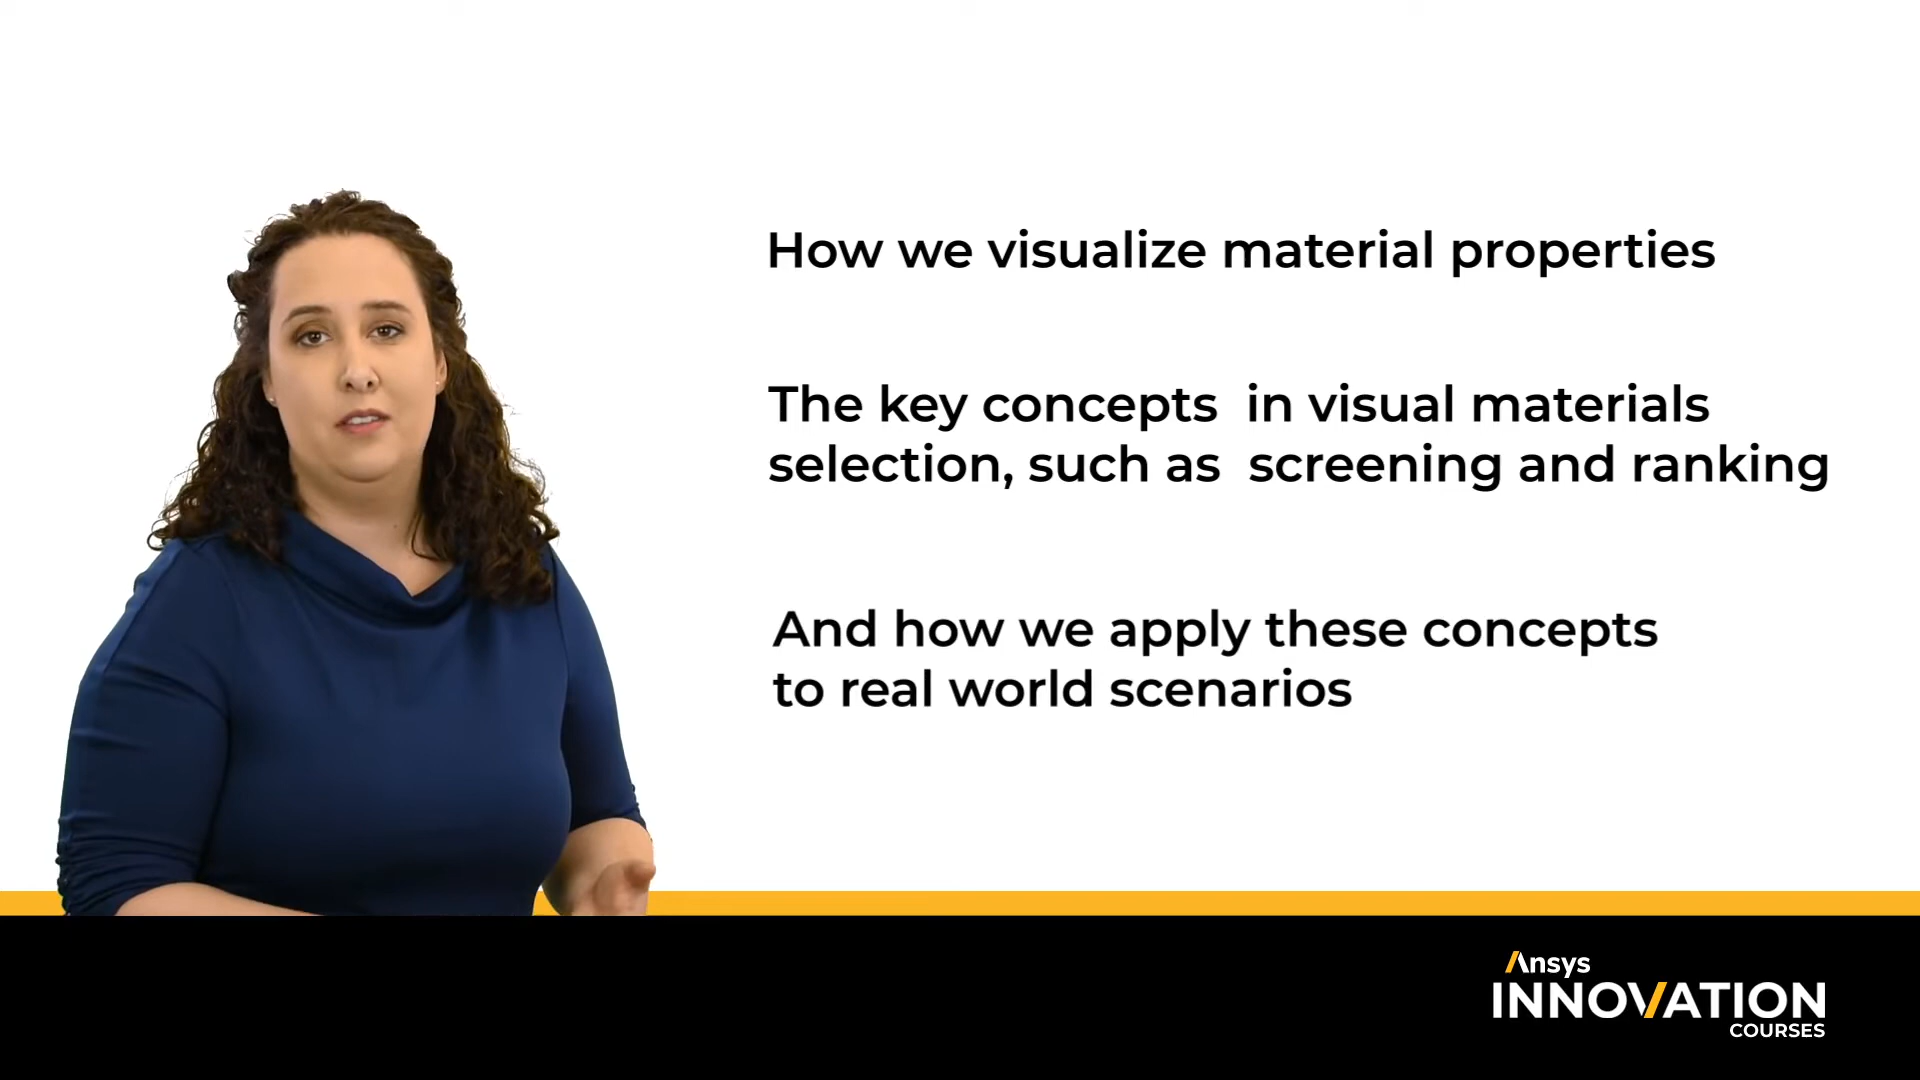 How we visualize material properties
The key concepts in visual materials
selection, such as screening and ranking
And how we apply these concepts
to real world scenarios
Ansys
INNOVATION
COURSES